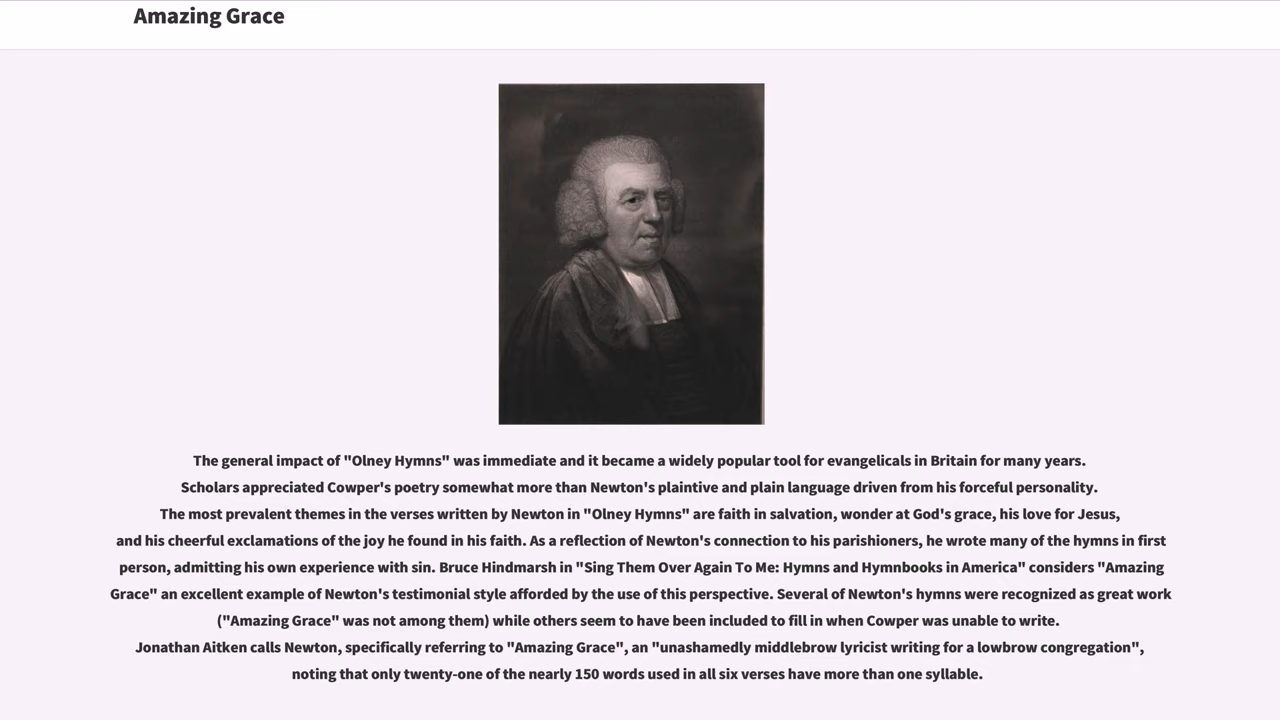 Amazing Grace
The general impact of "Olney Hymns" was immediate and it became a widely popular tool for evangelicals in Britain for many years.
Scholars appreciated Cowper's poetry somewhat more than Newton's plaintive and plain language driven from his forceful personality.
The most prevalent themes in the verses written by Newton in "Olney Hymns" are faith in salvation, wonder at God's grace, his love for Jesus,
and his cheerful exclamations of the joy he found in his faith. As a reflection of Newton's connection to his parishioners, he wrote many of the hymns in first
person, admitting his own experience with sin. Bruce Hindmarsh in "Sing Them Over Again To Me: Hymns and Hymnbooks in America" considers "Amazing
Grace" an excellent example of Newton's testimonial style afforded by the use of this perspective. Several of Newton's hymns were recognized as great work
("Amazing Grace" was not among them) while others seem to have been included to fill in when Cowper was unable to write.
Jonathan Aitken calls Newton, specifically referring to "Amazing Grace", an "unashamedly middlebrow lyricist writing for a lowbrow congregation",
noting that only twenty-one of the nearly 150 words used in all six verses have more than one syllable.